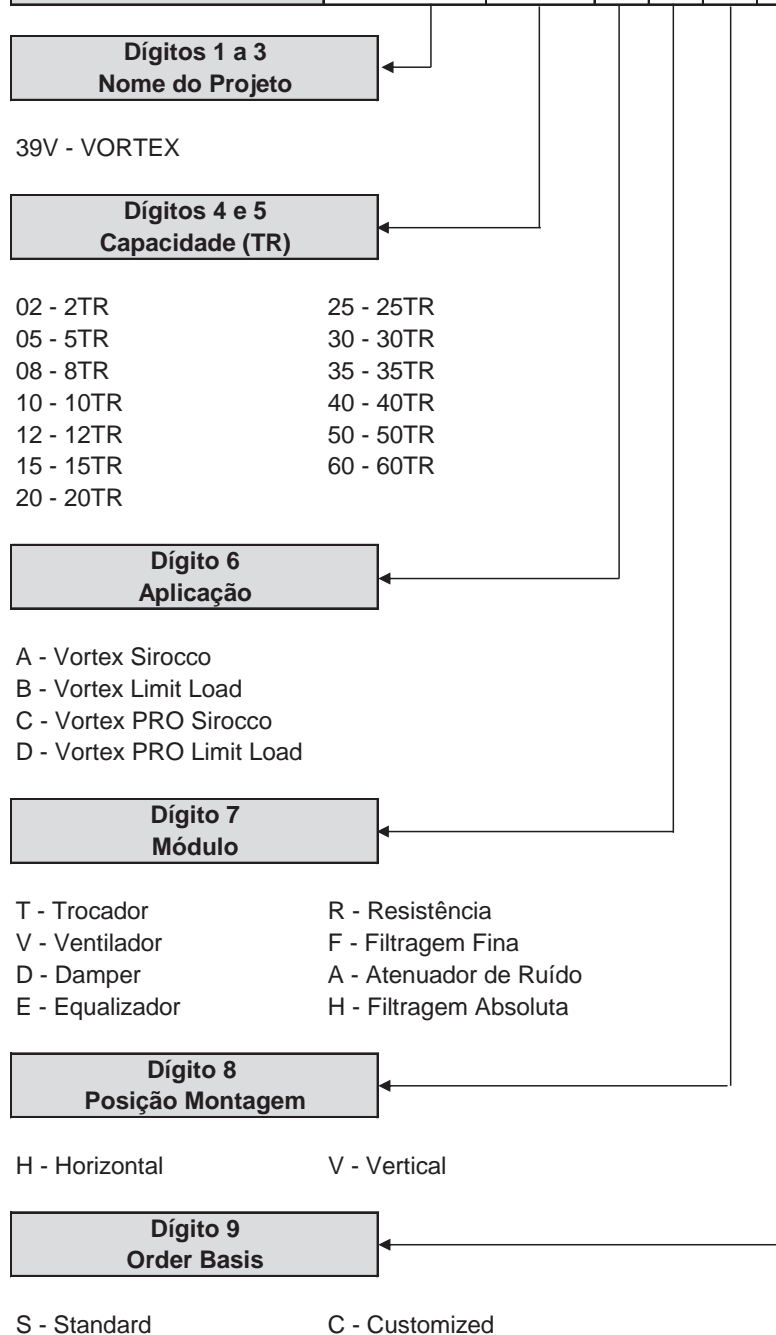 Dígitos 1 a 3
Nome do Projeto
39V - VORTEX
Dígitos 4 e 5
Capacidade (TR)
02 - 2TR 25 - 25TR
05 - 5TR 30 - 30TR
08 - 8TR 35 - 35TR
10 - 10TR 40 - 40TR
12 - 12TR 50 - 50TR
15 - 15TR 60 - 60TR
20 - 20TR
Dígito 6
Aplicação
A - Vortex Sirocco
B - Vortex Limit Load
C - Vortex PRO Sirocco
D - Vortex PRO Limit Load
Dígito 7
Módulo
T - Trocador R - Resistência
V - Ventilador F - Filtragem Fina
D - Damper A - Atenuador de Ruído
E - Equalizador H - Filtragem Absoluta
Dígito 8
Posição Montagem
H - Horizontal V - Vertical
Dígito 9
Order Basis
S - Standard C - Customized